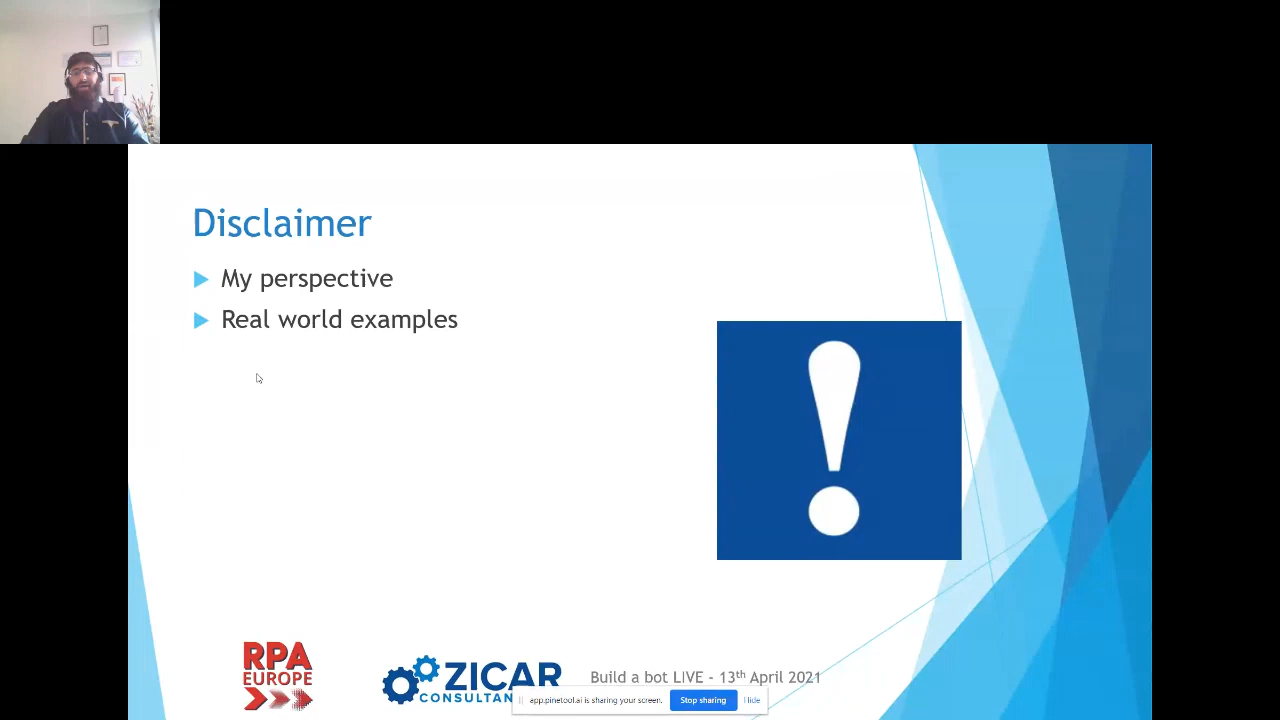 Disclaimer
My perspective
Real world examples
RPA
EUROPE
ZICAR
Build a bot LIVE - 13th April 2021
app.pinetool.ai is sharing your screen.
Stop sharing
Hide